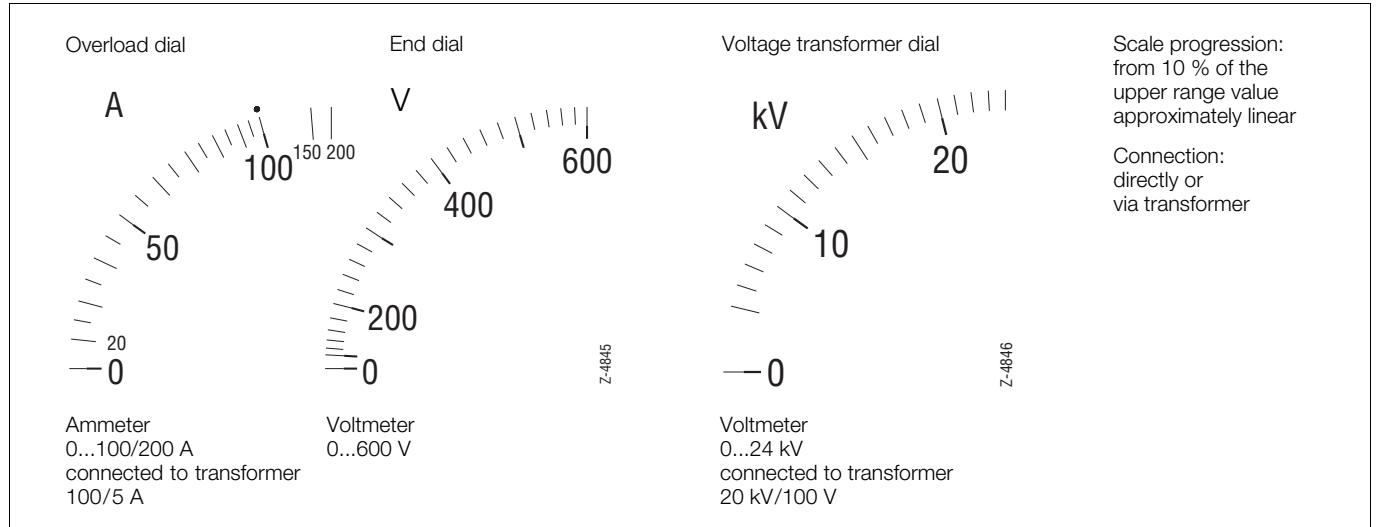 Overload dial
A
100
150 200
50
20
0
Ammeter
0...100/200 A
connected to transformer
100/5 A
End dial
V
600
400
200
0
Z-4845
Voltmeter
0...600 V
Voltage transformer dial
kV
20
10
0
Z-4846
Voltmeter
0...24 kV
connected to transformer
20 kV/100 V
Scale progression:
from 10 % of the
upper range value
approximately linear
Connection:
directly or
via transformer